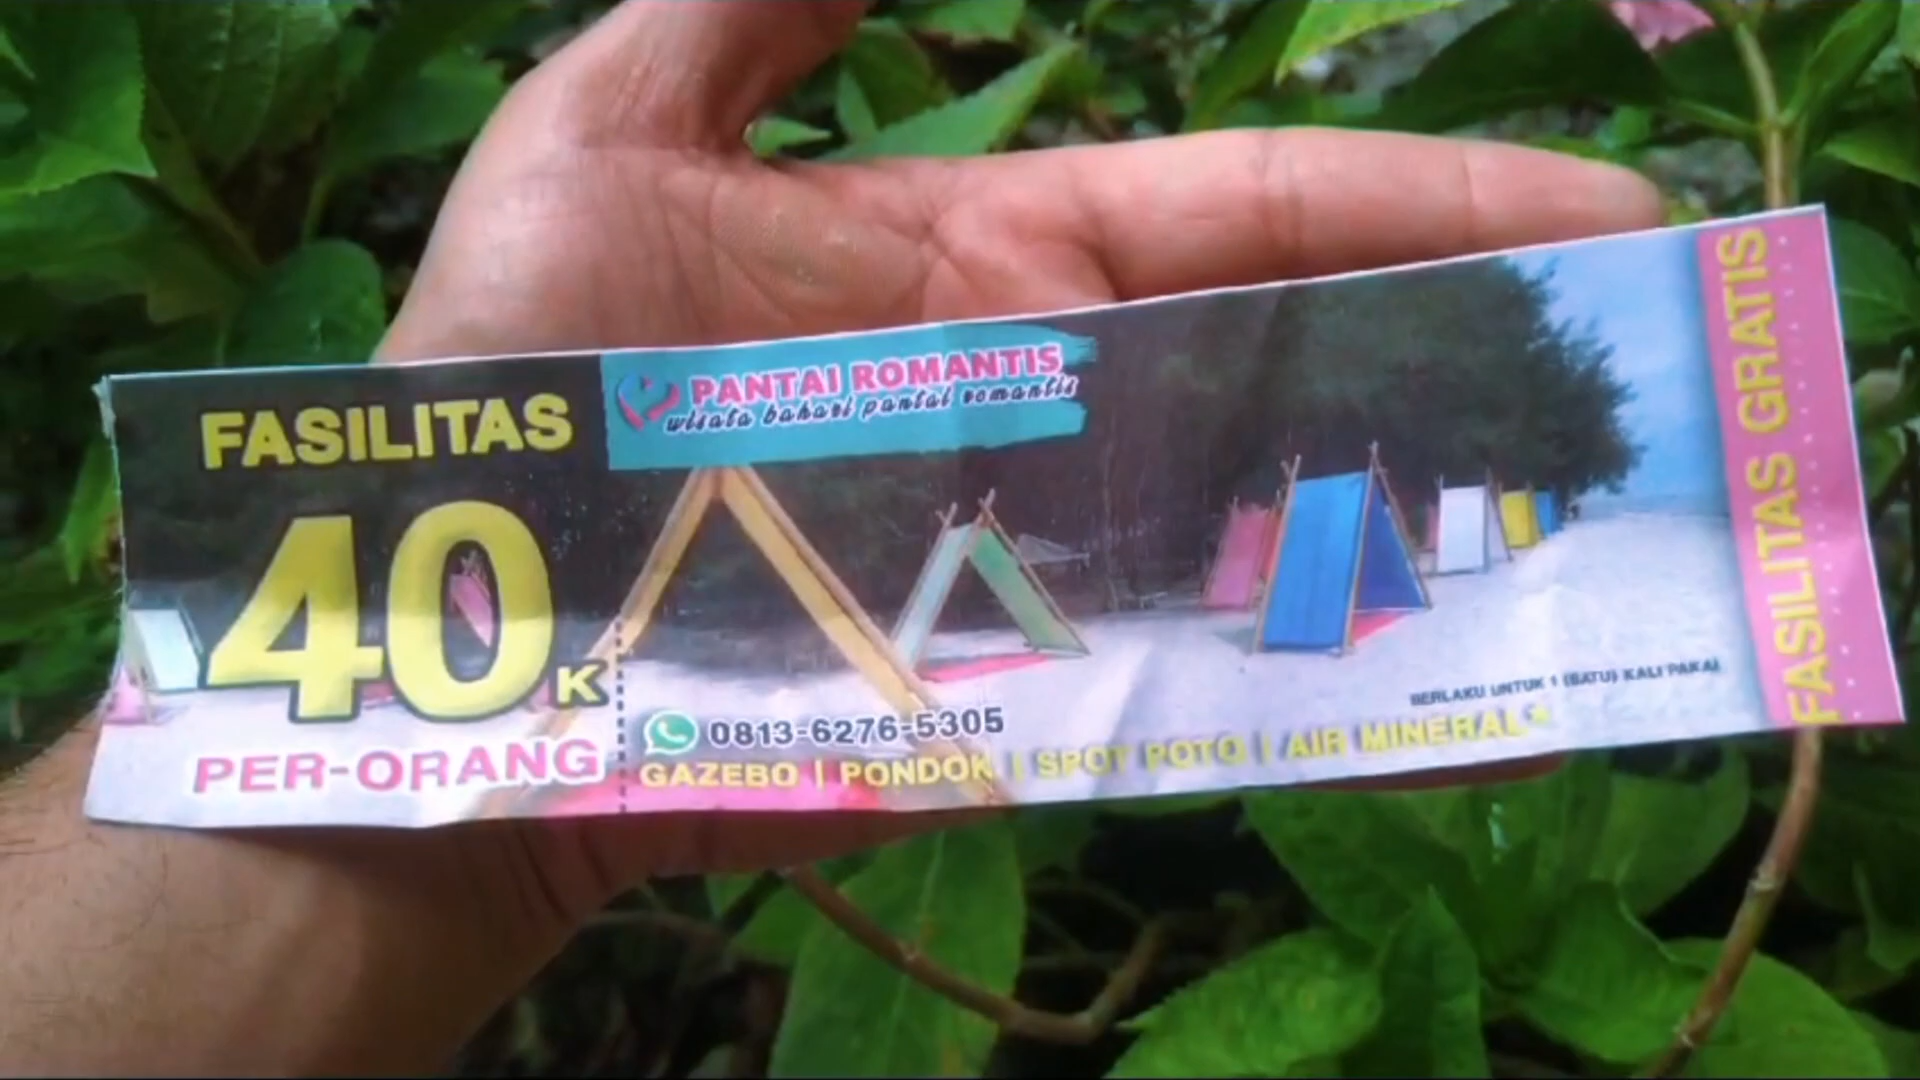 FASILITAS
40K
PER-ORANG
PANTAI ROMANTIS
wisata bahari pantai romantis
BERLAKU UNTUK 1 (SATU) KALI PAKAI
0813-6276-5305
GAZEBO | PONDOK | SPOT POTO | AIR MINERAL*
FASILITAS GRATIS